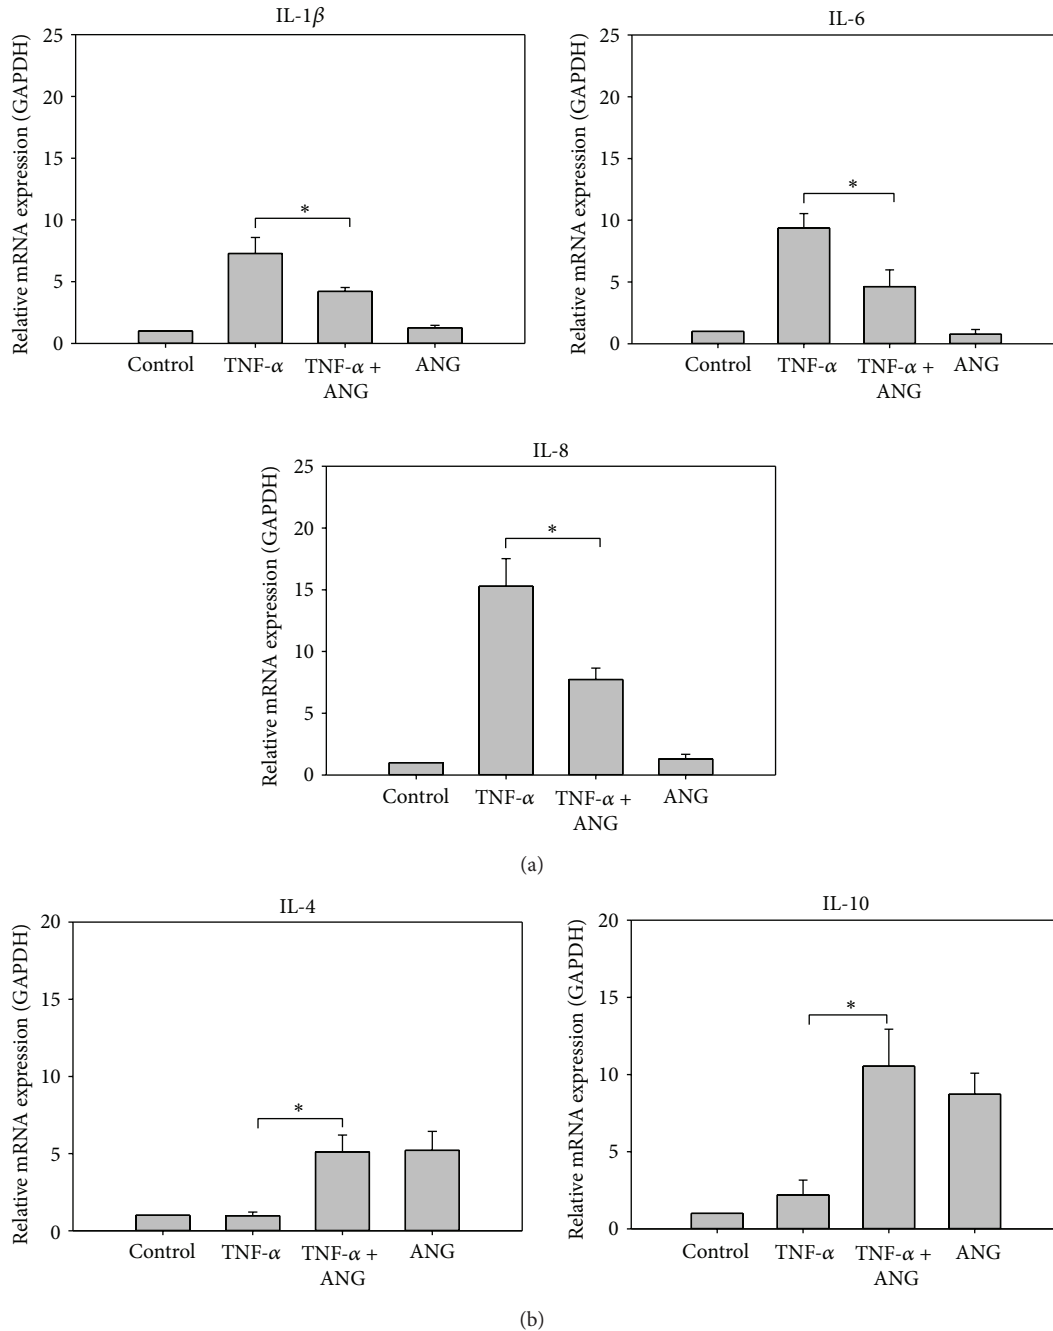 IL-1β
Relative mRNA expression (GAPDH)
25
20
15
10
5
0
*
Control TNF-α TNF-α + ANG
ANG
IL-6
Relative mRNA expression (GAPDH)
25
20
15
10
5
0
*
Control TNF-α TNF-α + ANG
ANG
IL-8
Relative mRNA expression (GAPDH)
25
20
15
10
5
0
*
Control TNF-α TNF-α + ANG
ANG
(a)
IL-4
Relative mRNA expression (GAPDH)
20
15
10
5
0
*
Control TNF-α TNF-α + ANG
ANG
IL-10
Relative mRNA expression (GAPDH)
20
15
10
5
0
*
Control TNF-α TNF-α + ANG
ANG
(b)